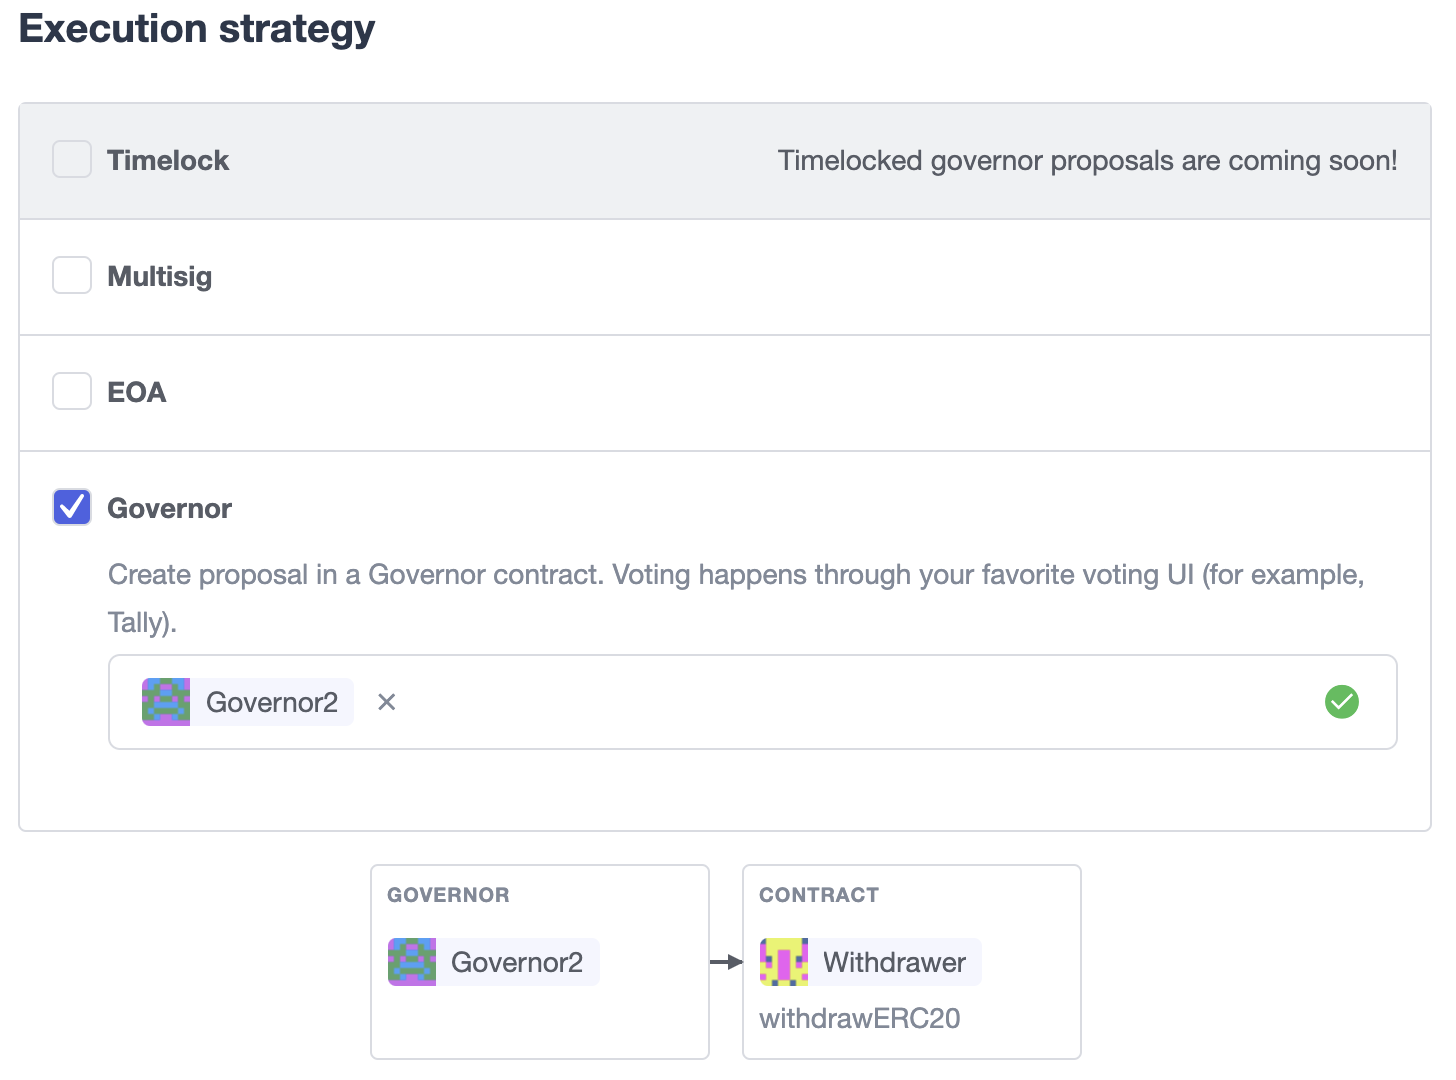 Execution strategy
Timelock
Timelocked governor proposals are coming soon!
Multisig
EOA
Governor
Create proposal in a Governor contract. Voting happens through your favorite voting UI (for example,
Tally).
Governor2
GOVERNOR
Governor2
CONTRACT
Withdrawer
withdrawERC20